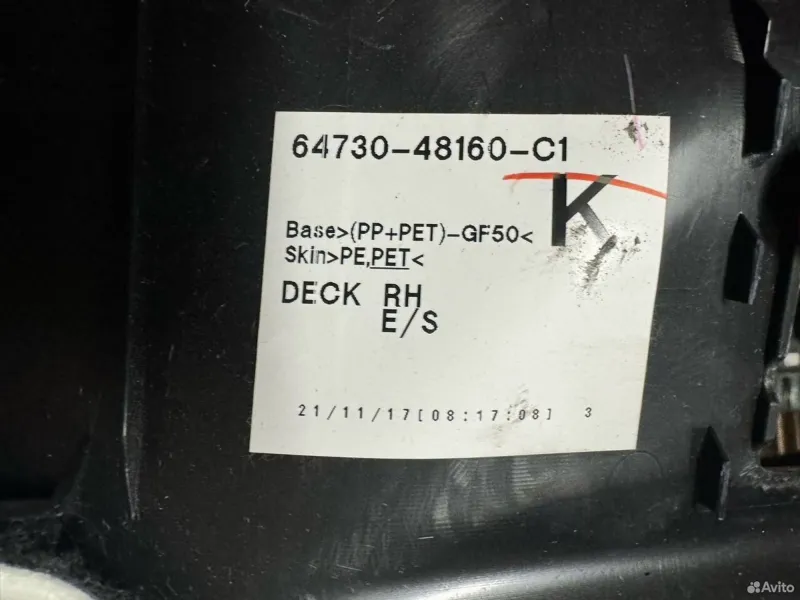 64730-48160-C1
K
Base>(PP+PET)-GF50<
Skin>PE,PET<
DECK RH
E/S
21/11/17[08:17:08] 3
Avito